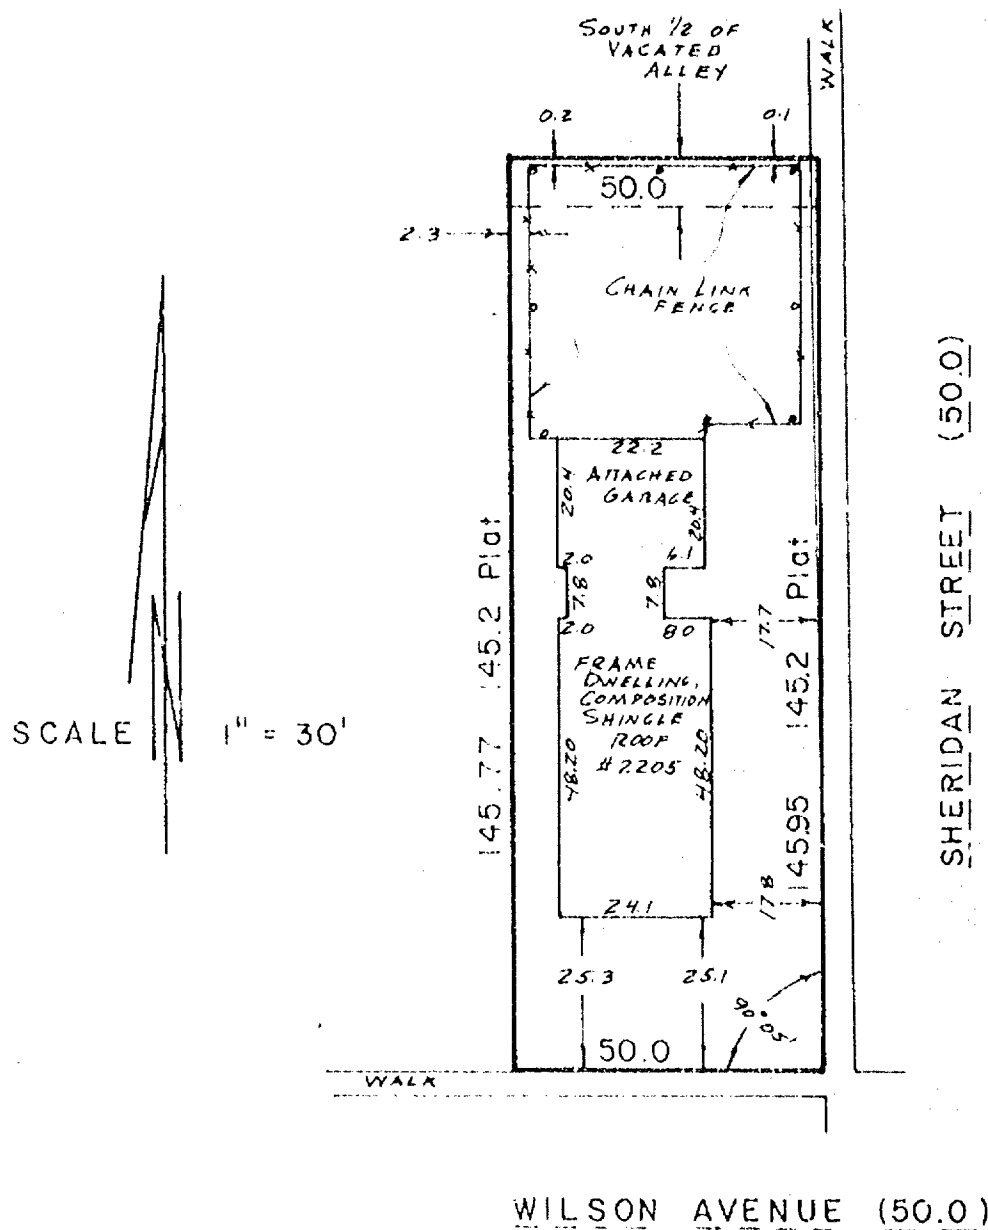 SOUTH 1/2 OF
VACATED
ALLEY
WALK
0.2
0.1
50.0
2.3
CHAIN LINK
FENCE
SHERIDAN STREET (50.0)
22.2
ATTACHED
GARAGE
20.4
20.4
2.0
6.1
7.8
7.8
2.0
8.0
17.7
145.77 145.2 Plat
145.95 145.2 Plat
FRAME
DWELLING,
COMPOSITION
SHINGLE
ROOF
#2205
48.20
48.20
SCALE 1" = 30'
24.1
17.8
25.3
25.1
90°05'
50.0
WALK
WILSON AVENUE (50.0)